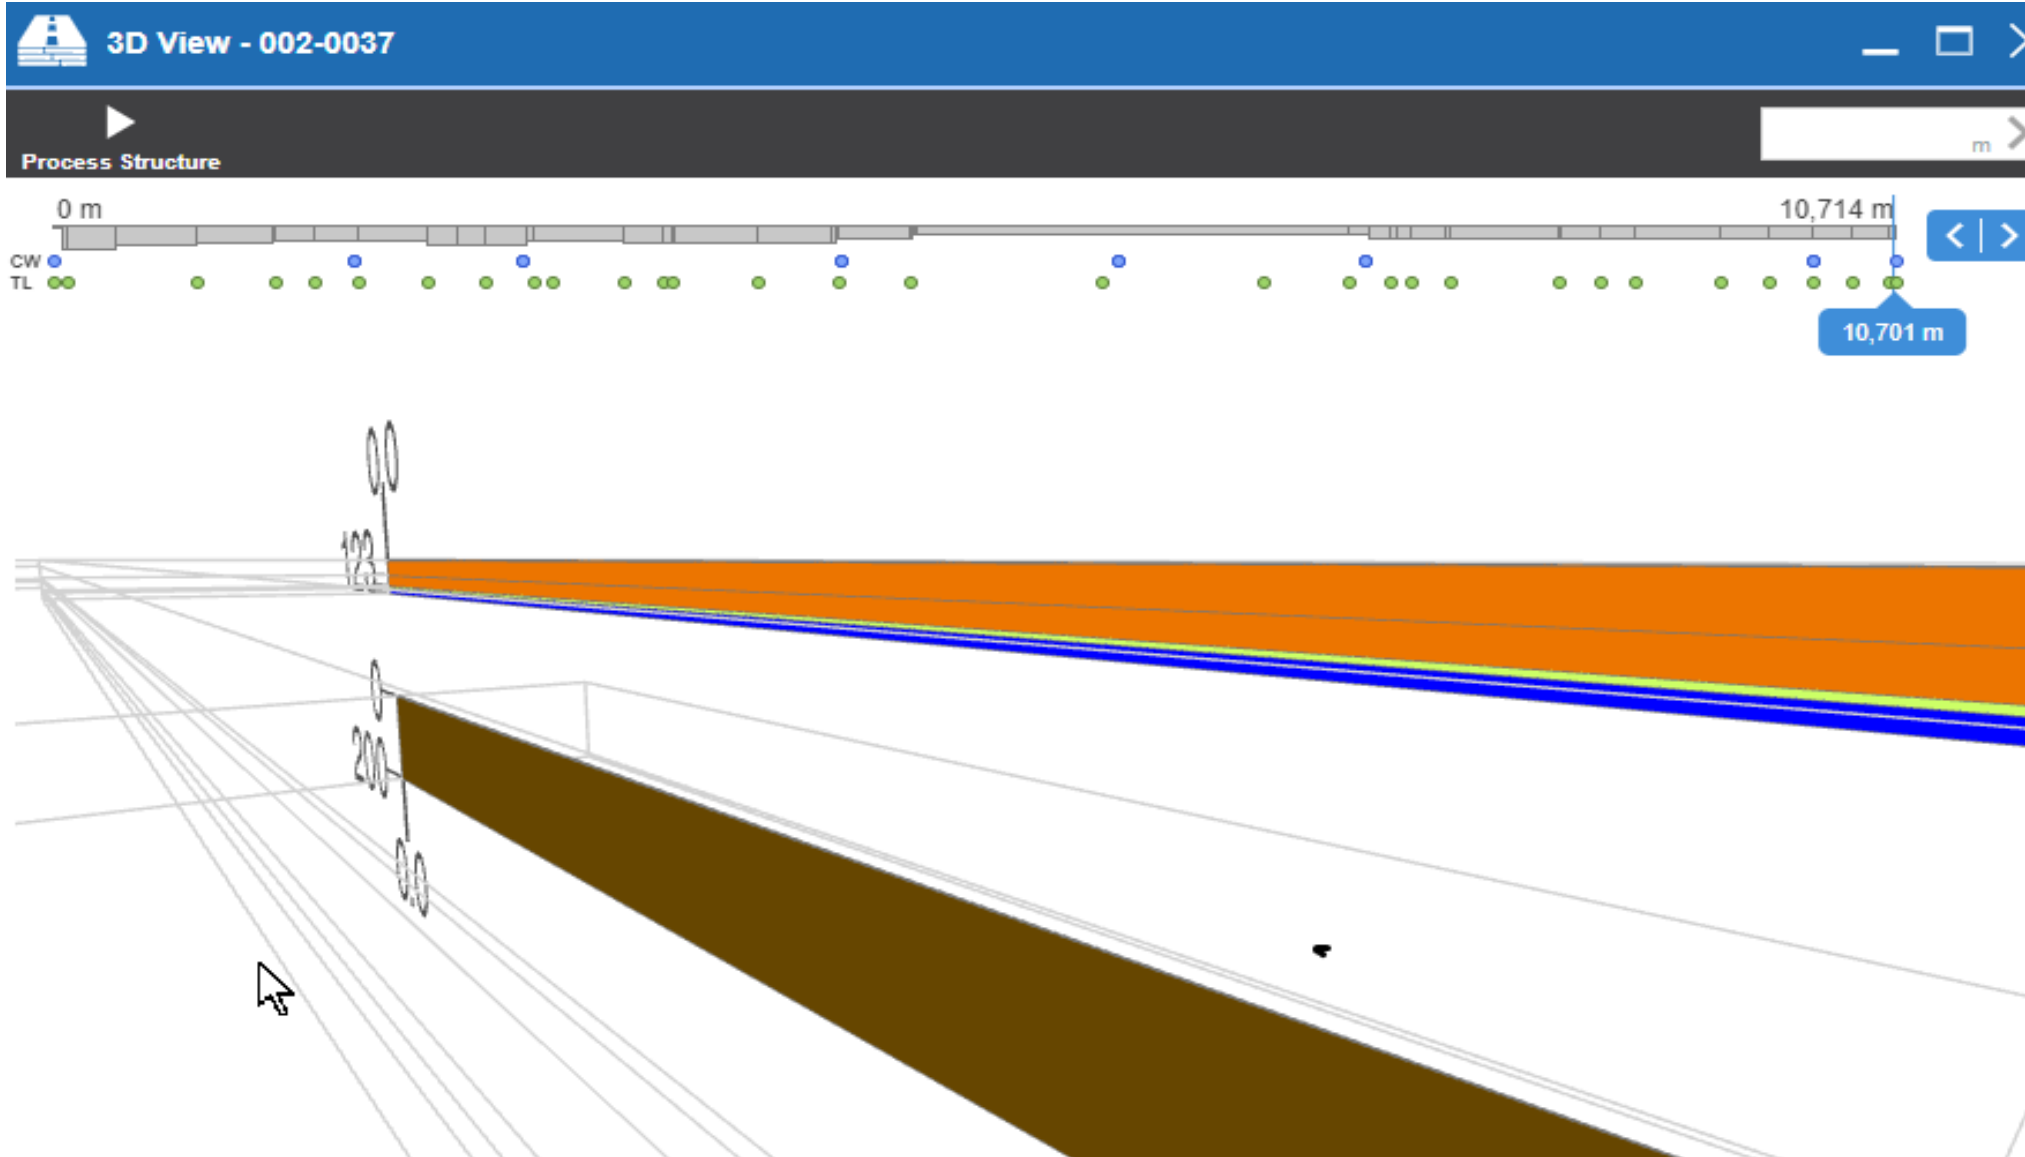 3D View - 002-0037
Process Structure
m
0 m
10,714 m
CW
TL
10,701 m
0.0
123
0
200
0.0